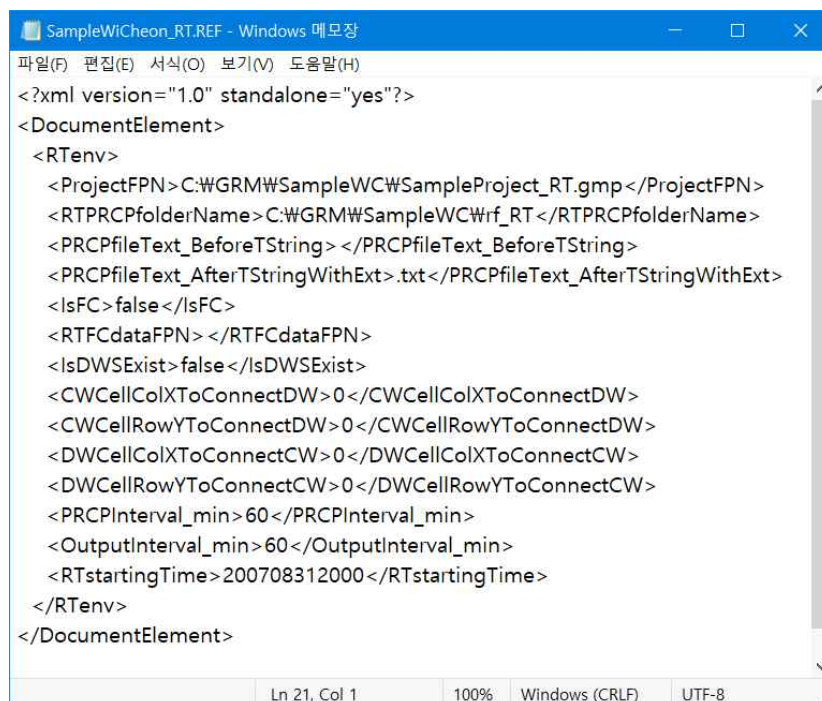 SampleWiCheon_RT.REF - Windows 메모장
파일(F) 편집(E) 서식(O) 보기(V) 도움말(H)
<?xml version="1.0" standalone="yes"?>
<DocumentElement>
<RTenv>
<ProjectFPN>C:₩GRM₩SampleWC₩SampleProject_RT.gmp</ProjectFPN>
<RTPRCPfolderName>C:₩GRM₩SampleWC₩rf_RT</RTPRCPfolderName>
<PRCPfileText_BeforeTString></PRCPfileText_BeforeTString>
<PRCPfileText_AfterTStringWithExt>.txt</PRCPfileText_AfterTStringWithExt>
<IsFC>false</IsFC>
<RTFCdataFPN></RTFCdataFPN>
<IsDWSExist>false</IsDWSExist>
<CWCellColXToConnectDW>0</CWCellColXToConnectDW>
<CWCellRowYToConnectDW>0</CWCellRowYToConnectDW>
<DWCellColXToConnectCW>0</DWCellColXToConnectCW>
<DWCellRowYToConnectCW>0</DWCellRowYToConnectCW>
<PRCPInterval_min>60</PRCPInterval_min>
<OutputInterval_min>60</OutputInterval_min>
<RTstartingTime>200708312000</RTstartingTime>
</RTenv>
</DocumentElement>
Ln 21, Col 1 100% Windows (CRLF) UTF-8